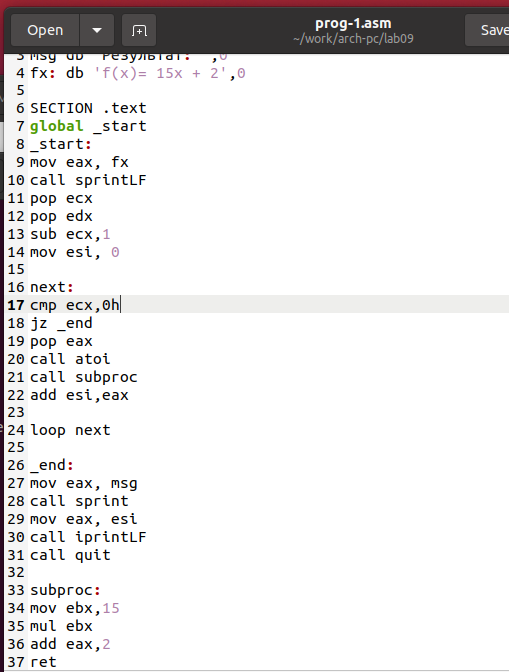 Open
prog-1.asm
~/work/arch-pc/lab09
Save
3 msg db "Результат: ",0
4 fx: db 'f(x)= 15x + 2',0
5
6 SECTION .text
7 global _start
8 _start:
9 mov eax, fx
10 call sprintLF
11 pop ecx
12 pop edx
13 sub ecx,1
14 mov esi, 0
15
16 next:
17 cmp ecx,0h
18 jz _end
19 pop eax
20 call atoi
21 call subproc
22 add esi,eax
23
24 loop next
25
26 _end:
27 mov eax, msg
28 call sprint
29 mov eax, esi
30 call iprintLF
31 call quit
32
33 subproc:
34 mov ebx,15
35 mul ebx
36 add eax,2
37 ret